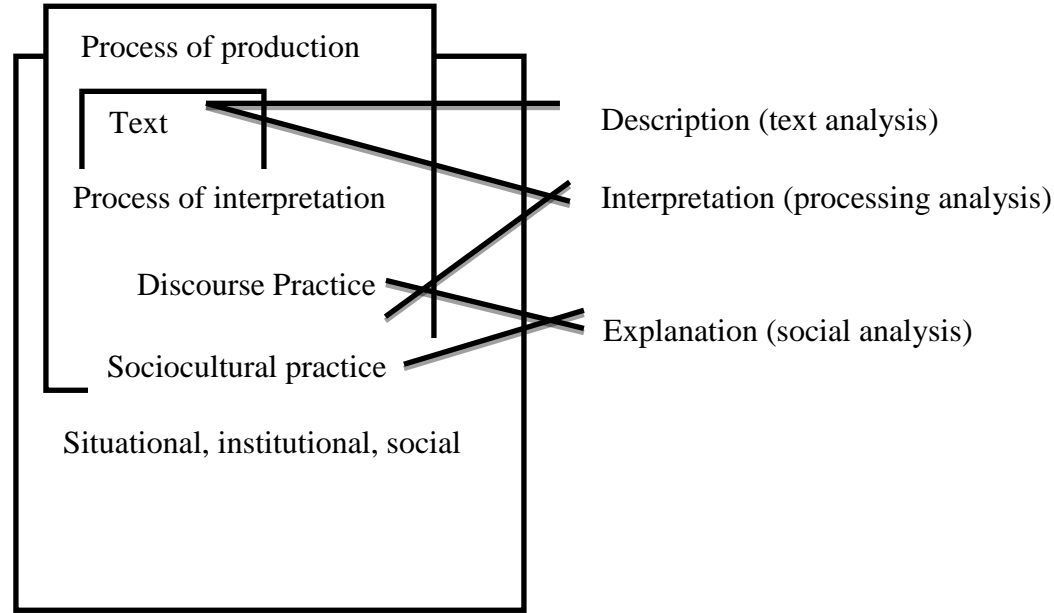 Process of production
Text
Description (text analysis)
Process of interpretation
Interpretation (processing analysis)
Discourse Practice
Explanation (social analysis)
Sociocultural practice
Situational, institutional, social